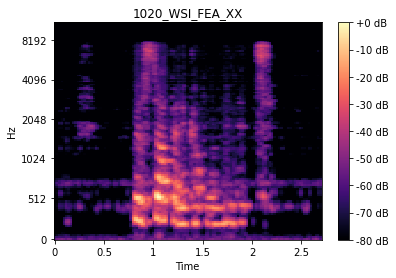 1020_WSI_FEA_XX
8192
4096
2048
1024
512
0
Hz
0
0.5
1
1.5
2
2.5
Time
+0 dB
-10 dB
-20 dB
-30 dB
-40 dB
-50 dB
-60 dB
-70 dB
-80 dB